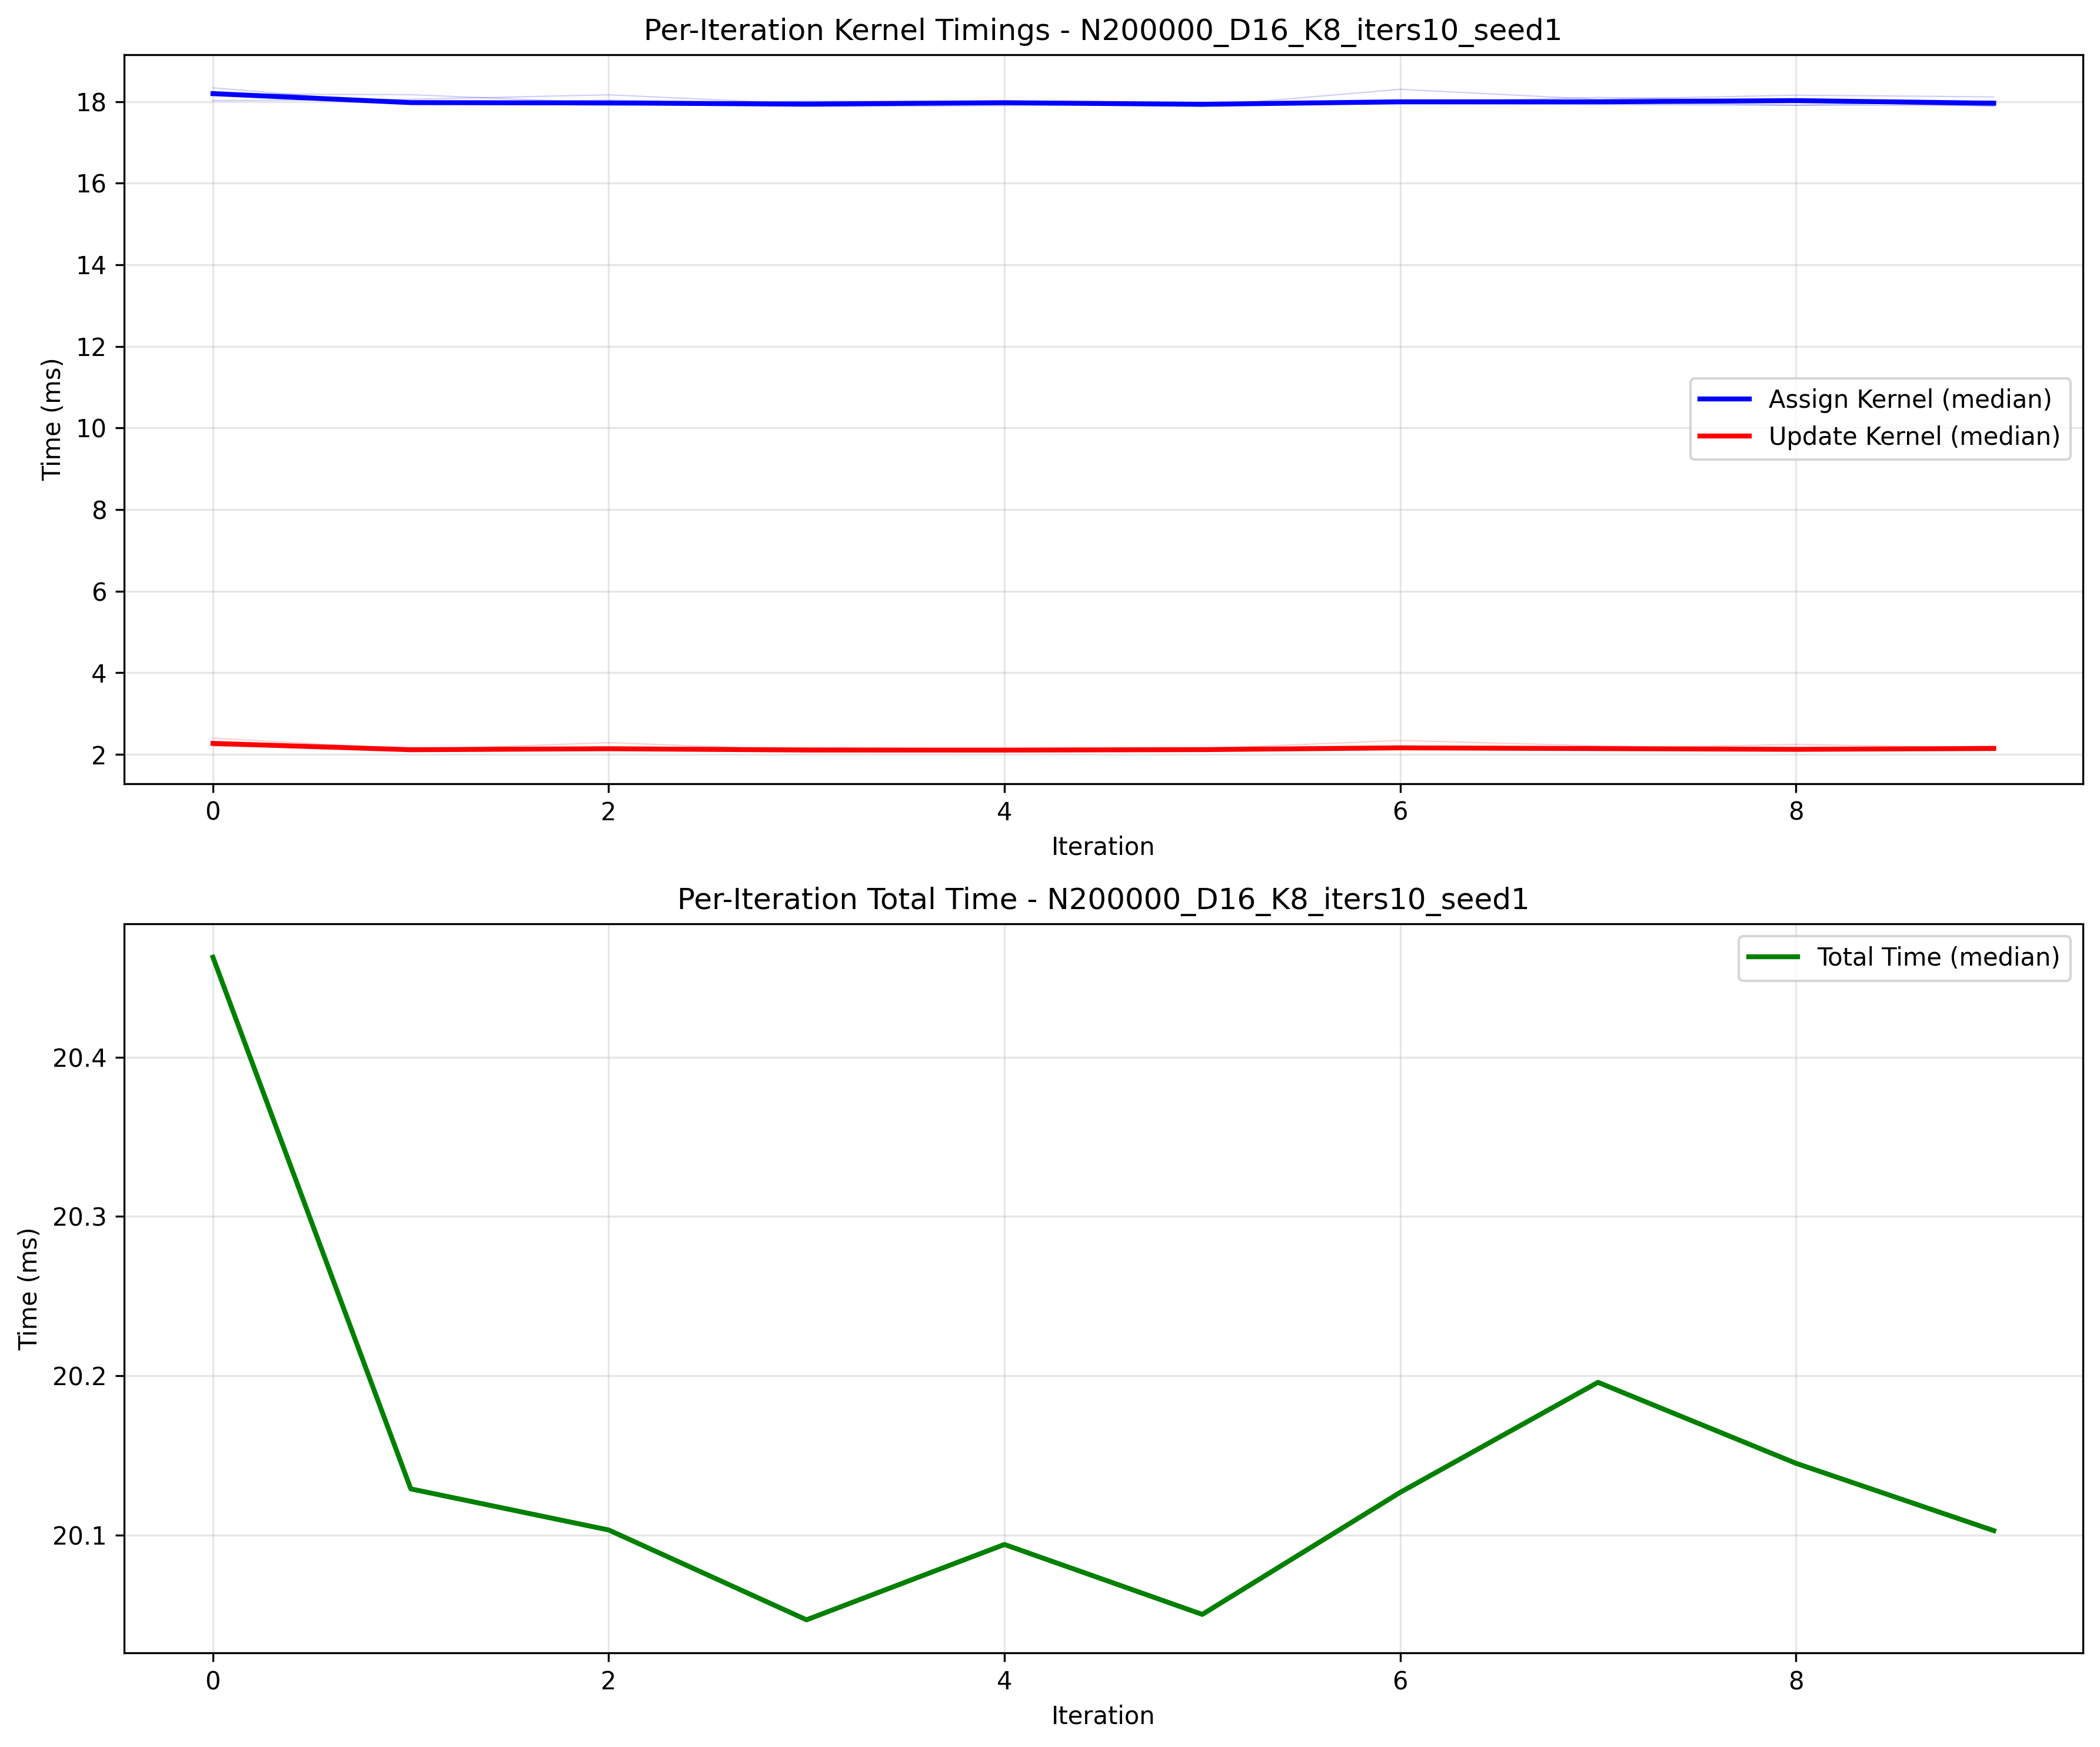 Per-Iteration Kernel Timings - N200000_D16_K8_iters10_seed1
Time (ms)
18
16
14
12
10
8
6
4
2
Assign Kernel (median)
Update Kernel (median)
0 2 4 6 8
Iteration
Per-Iteration Total Time - N200000_D16_K8_iters10_seed1
Time (ms)
20.4
20.3
20.2
20.1
Total Time (median)
0 2 4 6 8
Iteration